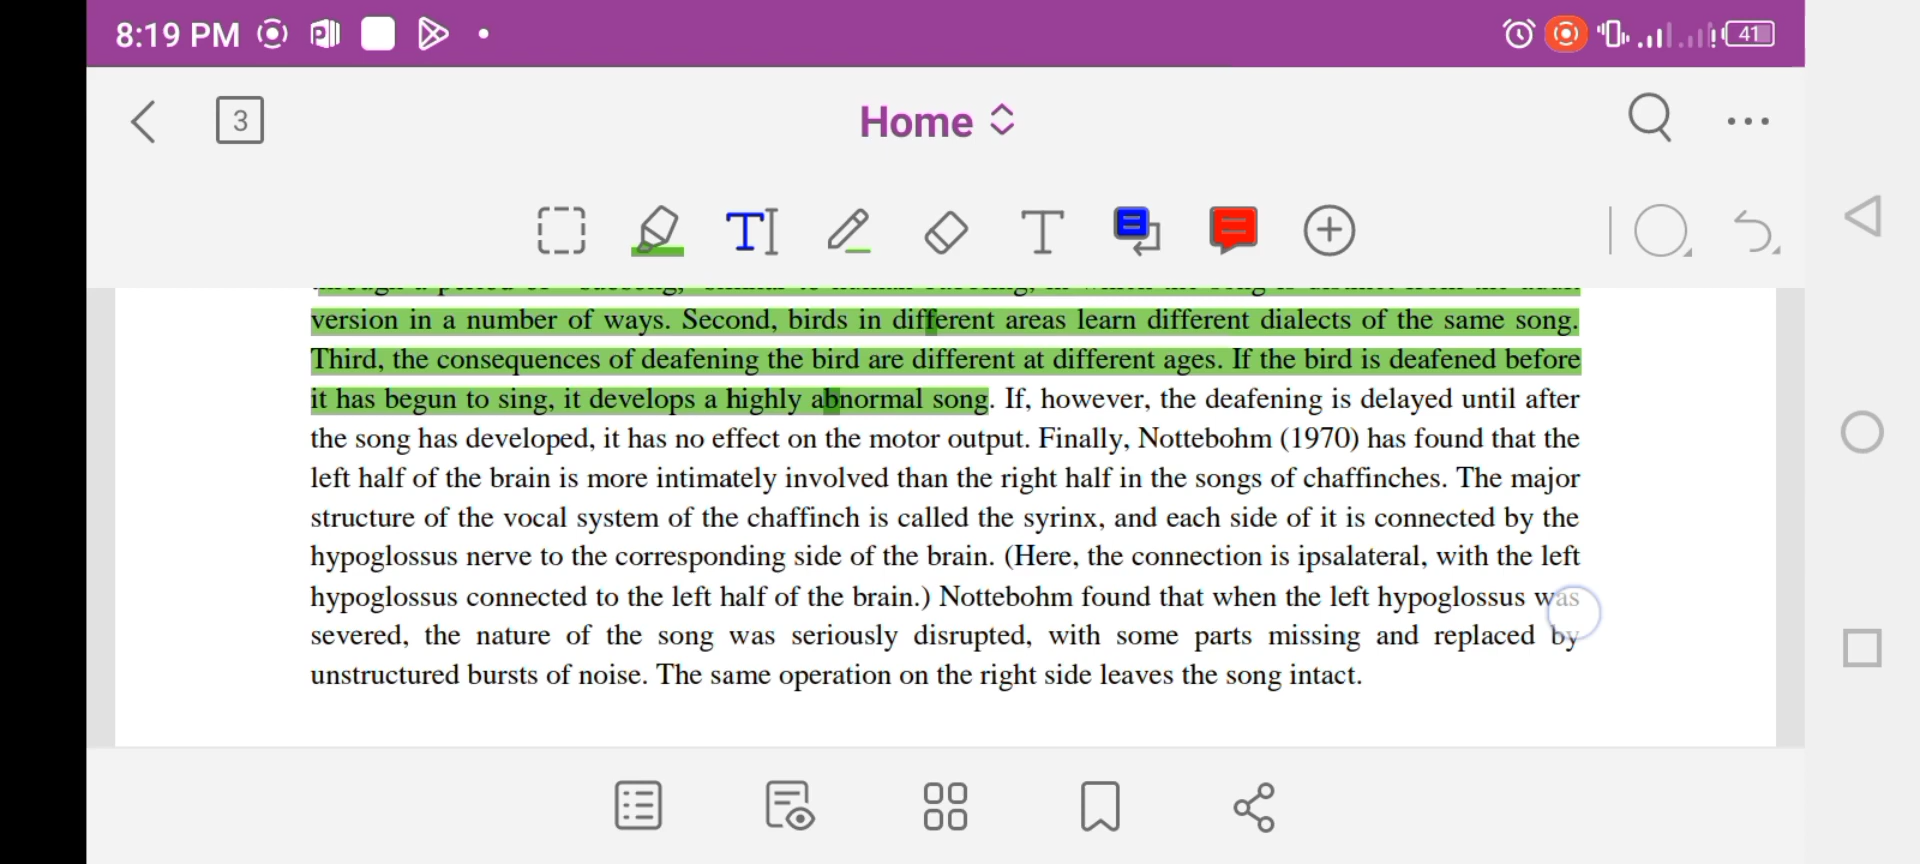 8:19 PM
41
3
Home
version in a number of ways. Second, birds in different areas learn different dialects of the same song.
Third, the consequences of deafening the bird are different at different ages. If the bird is deafened before
it has begun to sing, it develops a highly abnormal song. If, however, the deafening is delayed until after
the song has developed, it has no effect on the motor output. Finally, Nottebohm (1970) has found that the
left half of the brain is more intimately involved than the right half in the songs of chaffinches. The major
structure of the vocal system of the chaffinch is called the syrinx, and each side of it is connected by the
hypoglossus nerve to the corresponding side of the brain. (Here, the connection is ipsalateral, with the left
hypoglossus connected to the left half of the brain.) Nottebohm found that when the left hypoglossus was
severed, the nature of the song was seriously disrupted, with some parts missing and replaced by
unstructured bursts of noise. The same operation on the right side leaves the song intact.